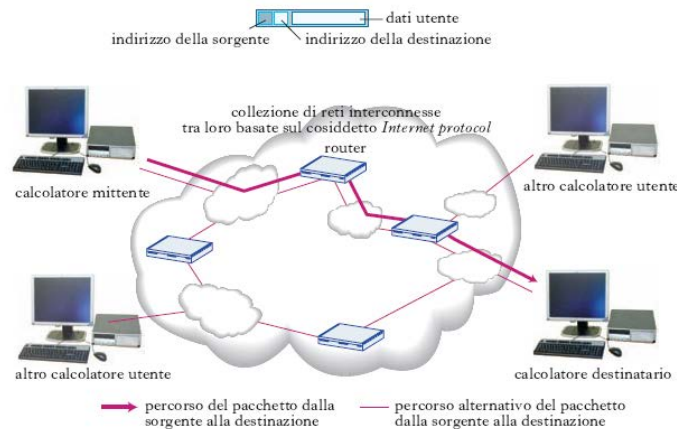 dati utente
indirizzo della sorgente
indirizzo della destinazione
collezione di reti interconnesse
tra loro basate sul cosiddetto Internet protocol
router
calcolatore mittente
altro calcolatore utente
altro calcolatore utente
calcolatore destinatario
percorso del pacchetto dalla
sorgente alla destinazione
percorso alternativo del pacchetto
dalla sorgente alla destinazione